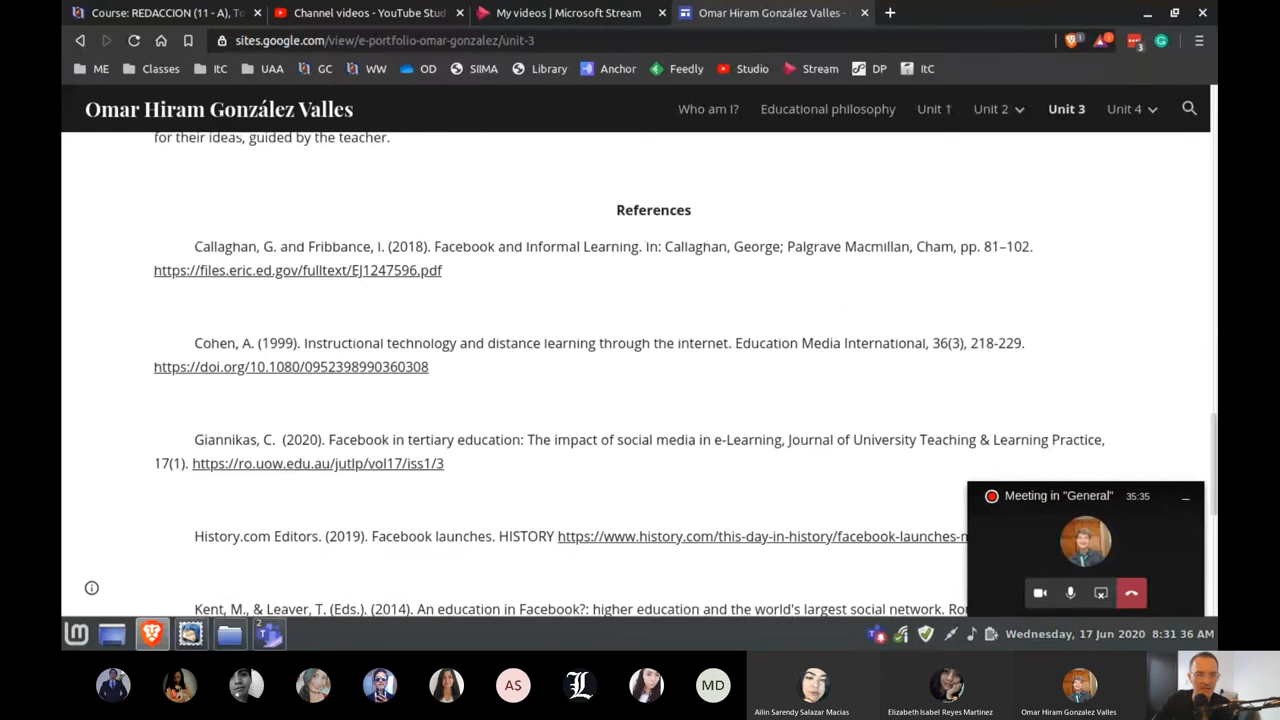 Course: REDACCION (11 - A), Te
Channel videos - YouTube Stud
My videos | Microsoft Stream
Omar Hiram González Valles -
sites.google.com/view/e-portfolio-omar-gonzalez/unit-3
1
1
3
ME
Classes
ItC
UAA
GC
WW
OD
SIIMA
Library
Anchor
Feedly
Studio
Stream
DP
ItC
Omar Hiram González Valles
Who am I?
Educational philosophy
Unit 1
Unit 2
Unit 3
Unit 4
for their ideas, guided by the teacher.
References
Callaghan, G. and Fribbance, I. (2018). Facebook and Informal Learning. In: Callaghan, George; Palgrave Macmillan, Cham, pp. 81–102.
https://files.eric.ed.gov/fulltext/EJ1247596.pdf
Cohen, A. (1999). Instructional technology and distance learning through the internet. Education Media International, 36(3), 218-229.
https://doi.org/10.1080/0952398990360308
Giannikas, C.  (2020). Facebook in tertiary education: The impact of social media in e-Learning, Journal of University Teaching & Learning Practice,
17(1). https://ro.uow.edu.au/jutlp/vol17/iss1/3
Meeting in "General"
35:35
History.com Editors. (2019). Facebook launches. HISTORY https://www.history.com/this-day-in-history/facebook-launches-m
Kent, M., & Leaver, T. (Eds.). (2014). An education in Facebook?: higher education and the world's largest social network. Ro
2
Wednesday, 17 Jun 2020
8:31 36 AM
AS
L
MD
Ailin Sarendy Salazar Macias
Elizabeth Isabel Reyes Martinez
Omar Hiram Gonzalez Valles